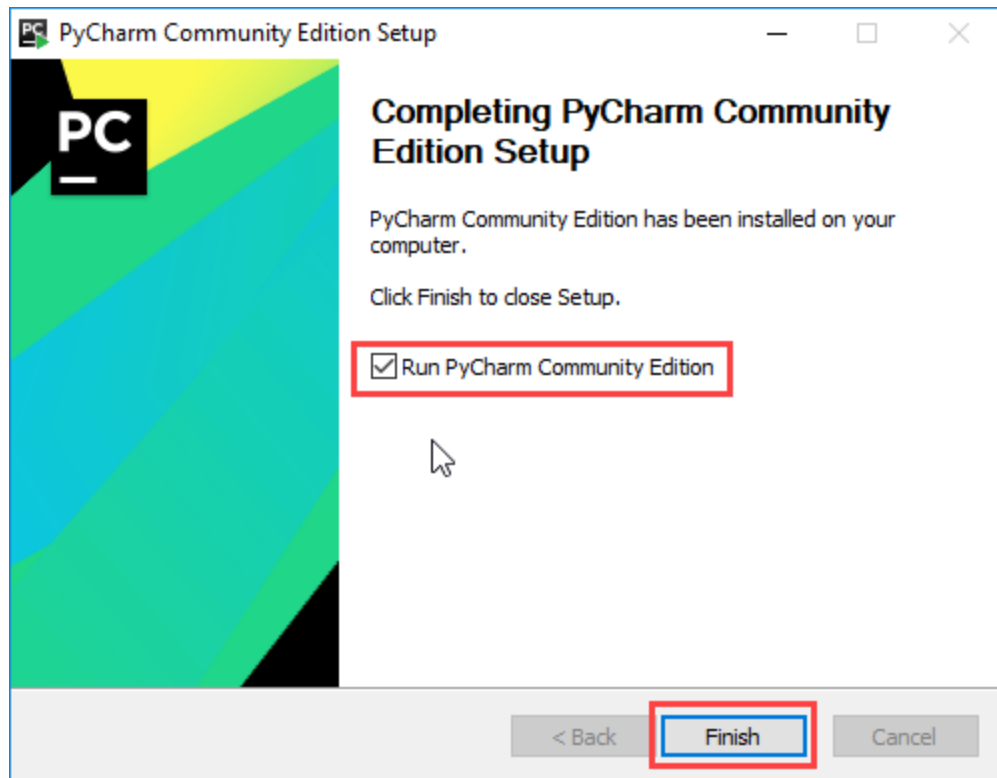 PC PyCharm Community Edition Setup
PC
Completing PyCharm Community
Edition Setup
PyCharm Community Edition has been installed on your
computer.
Click Finish to close Setup.
Run PyCharm Community Edition
< Back Finish Cancel